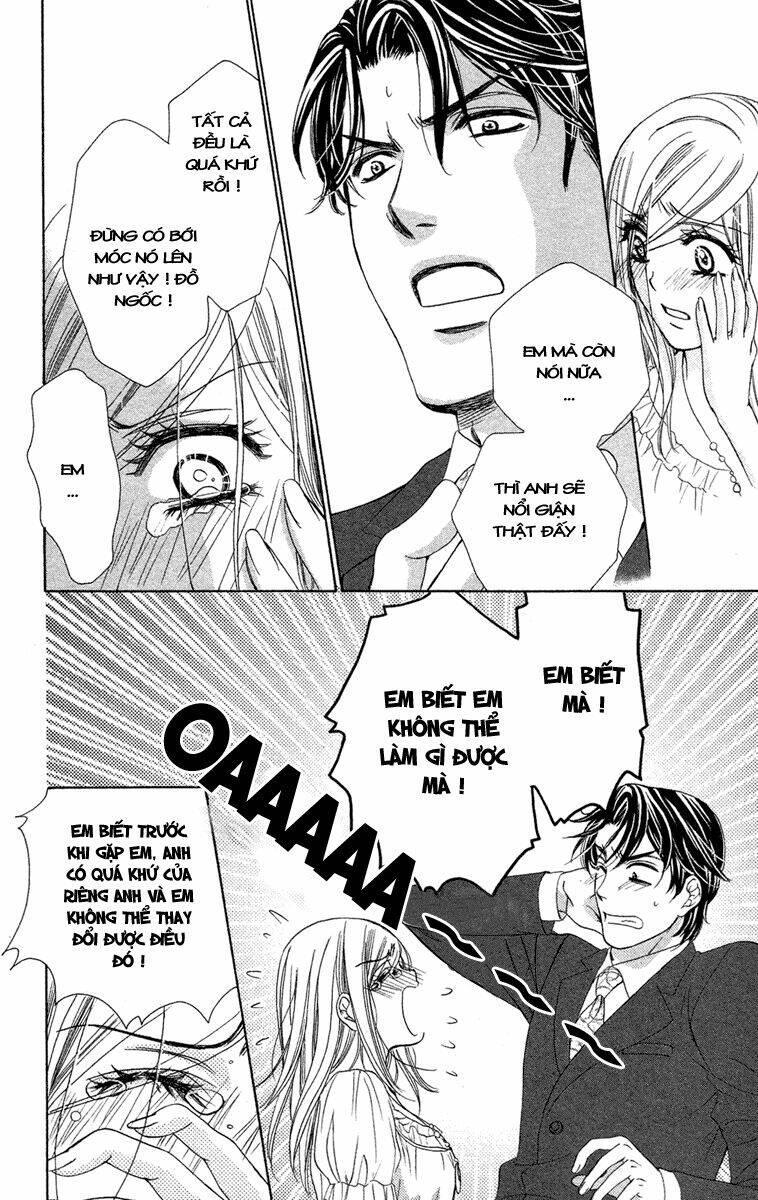 EM MÀ CÒN
NÓI NỮA
...
THÌ ANH SẼ
NỔI GIẬN
THẬT ĐẤY !
TẤT CẢ
ĐỀU LÀ
QUÁ KHỨ
RỒI !
ĐỪNG CÓ BỚI
MÓC NÓ LÊN
NHƯ VẬY ! ĐỒ
NGỐC !
EM
...
EM BIẾT
MÀ !
EM BIẾT EM
KHÔNG THỂ
LÀM GÌ ĐƯỢC
MÀ !
OAAAAAA~~~~
EM BIẾT TRƯỚC
KHI GẶP EM, ANH
CÓ QUÁ KHỨ CỦA
RIÊNG ANH VÀ EM
KHÔNG THỂ THAY
ĐỔI ĐƯỢC ĐIỀU
ĐÓ !